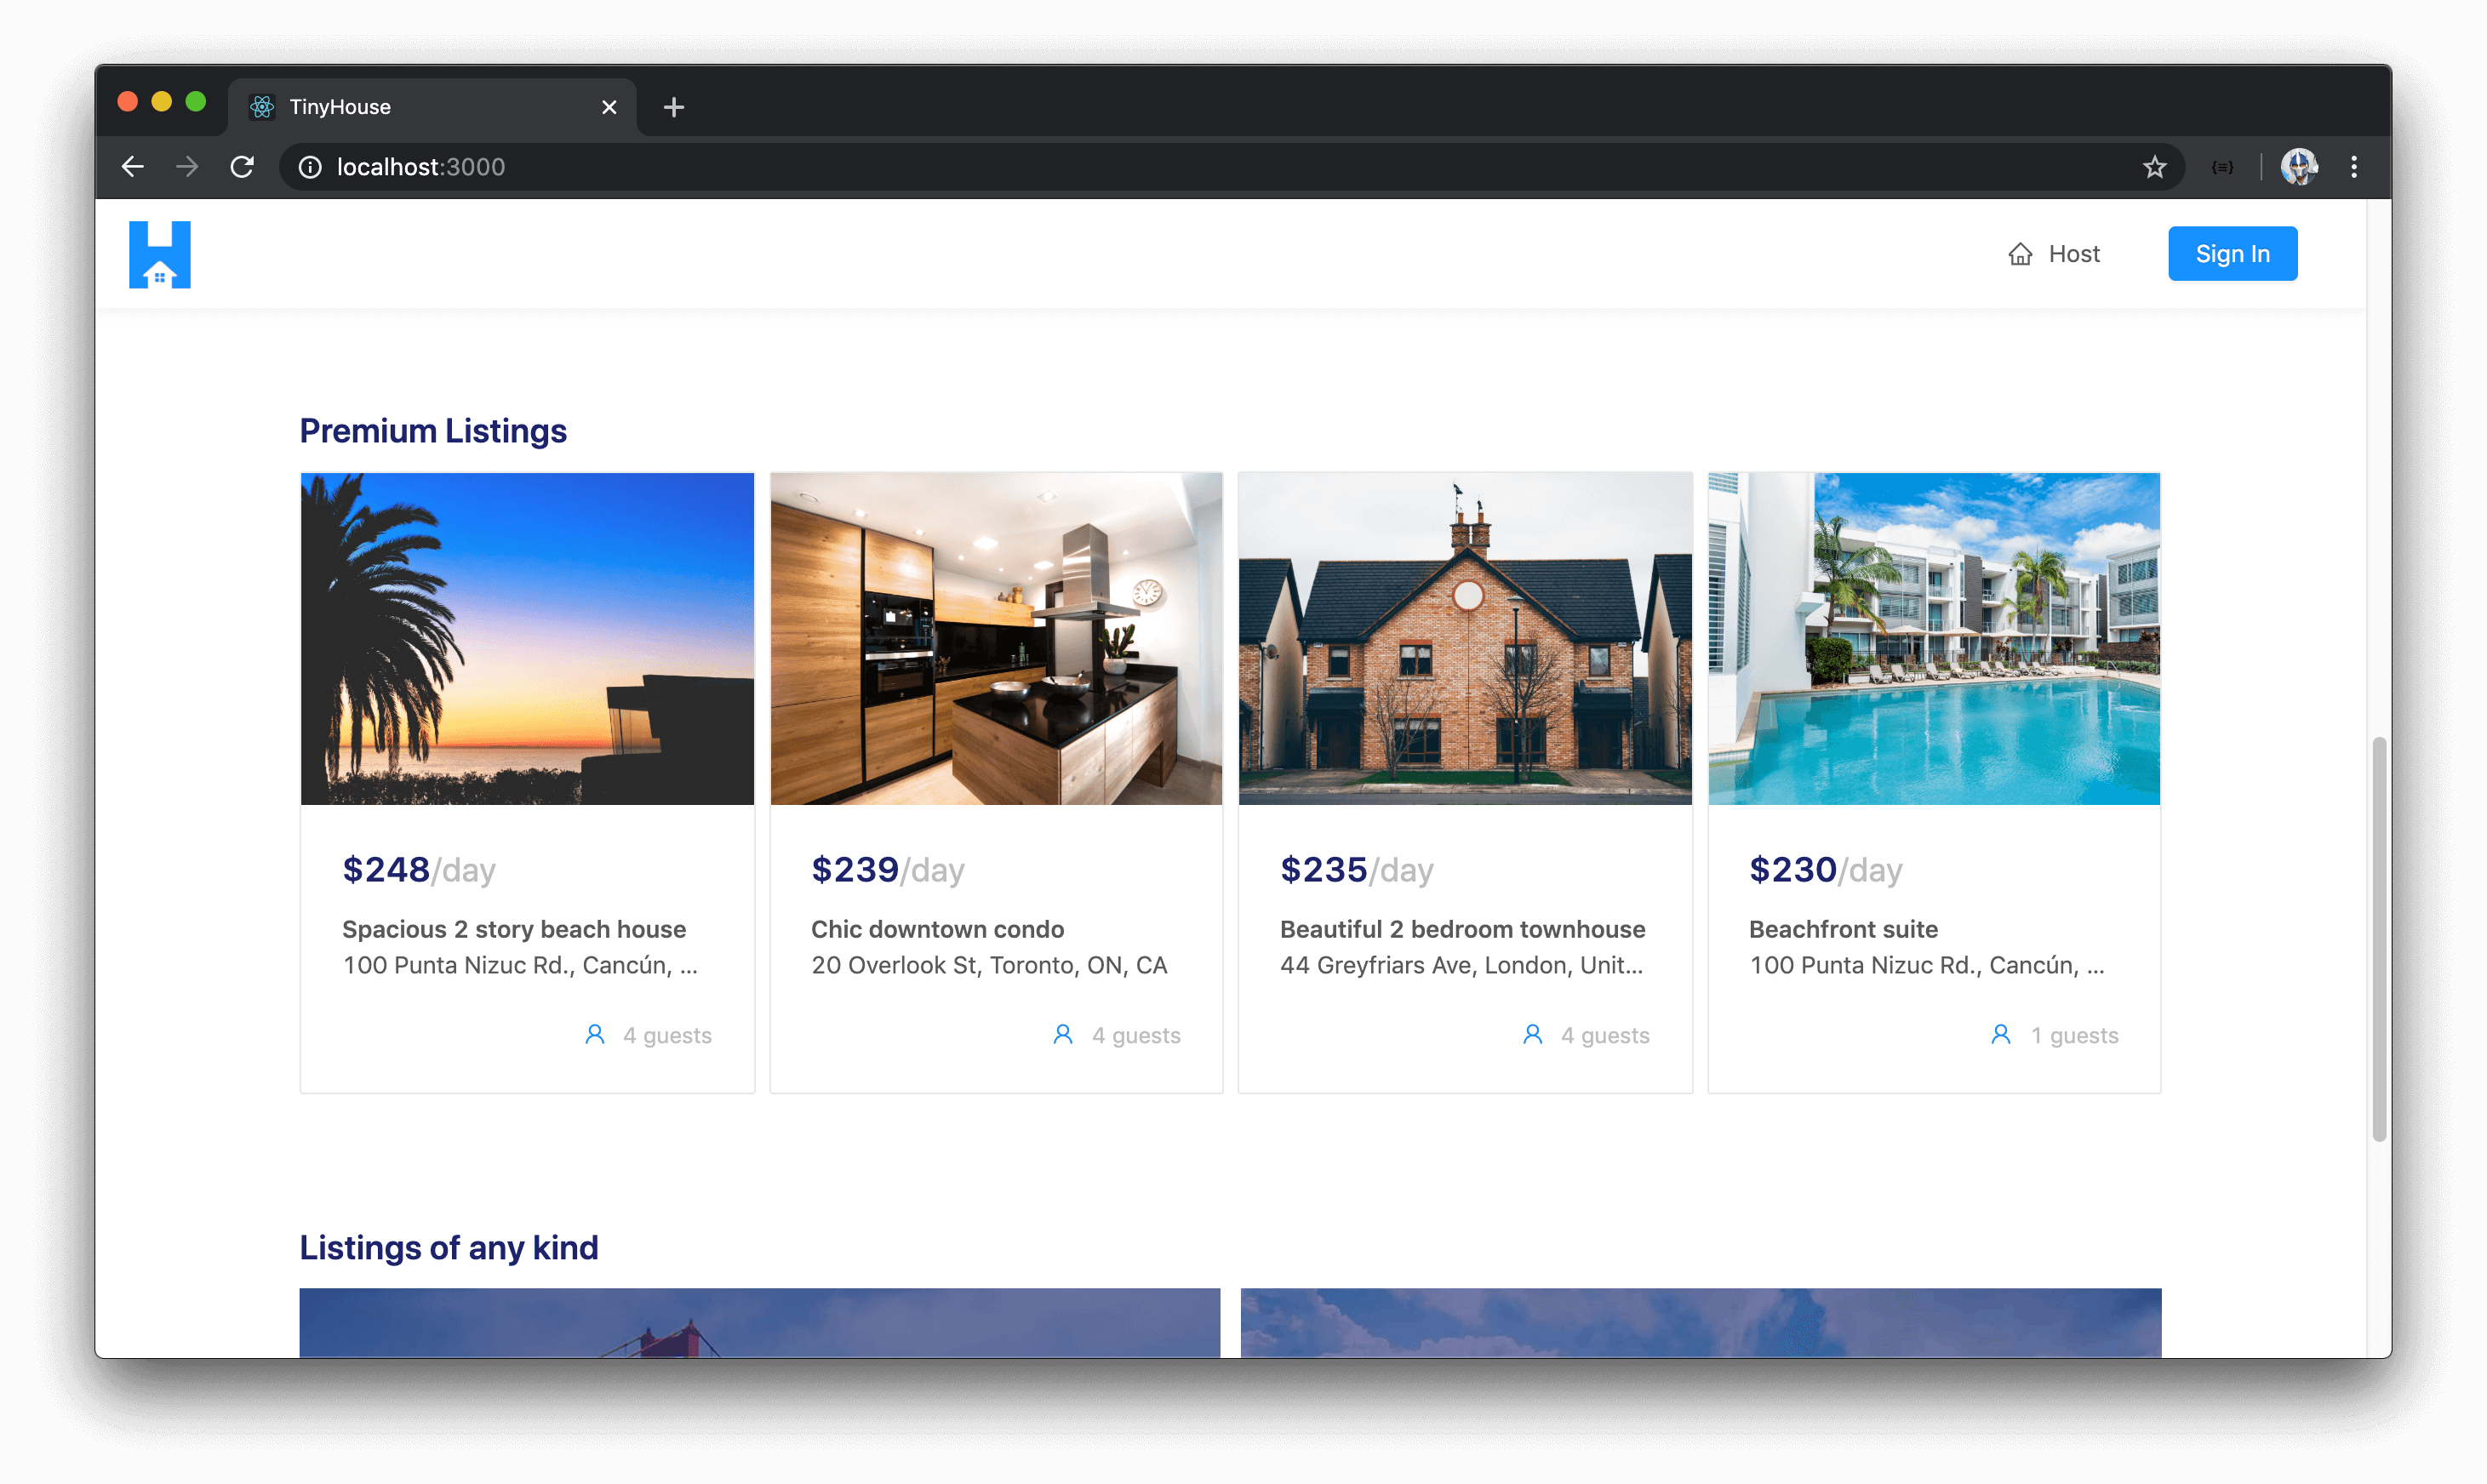 TinyHouse
localhost:3000
Host
Sign In
Premium Listings
$248/day
Spacious 2 story beach house
100 Punta Nizuc Rd., Cancún, ...
4 guests
$239/day
Chic downtown condo
20 Overlook St, Toronto, ON, CA
4 guests
$235/day
Beautiful 2 bedroom townhouse
44 Greyfriars Ave, London, Unit...
4 guests
$230/day
Beachfront suite
100 Punta Nizuc Rd., Cancún, ...
1 guests
Listings of any kind